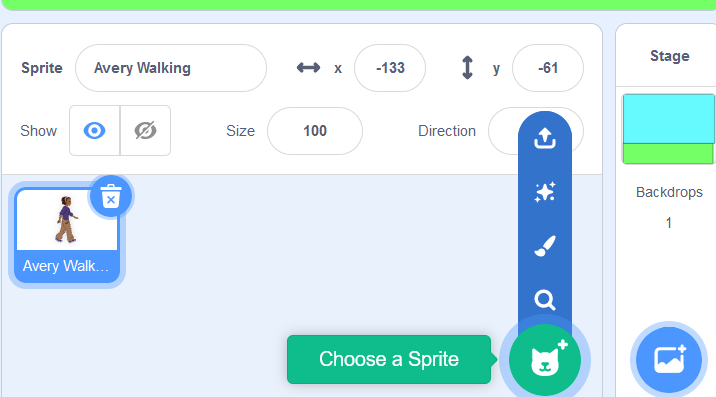 Sprite Avery Walking x -133 y -61
Show Size 100 Direction
Avery Walk...
Choose a Sprite
Stage
Backdrops
1